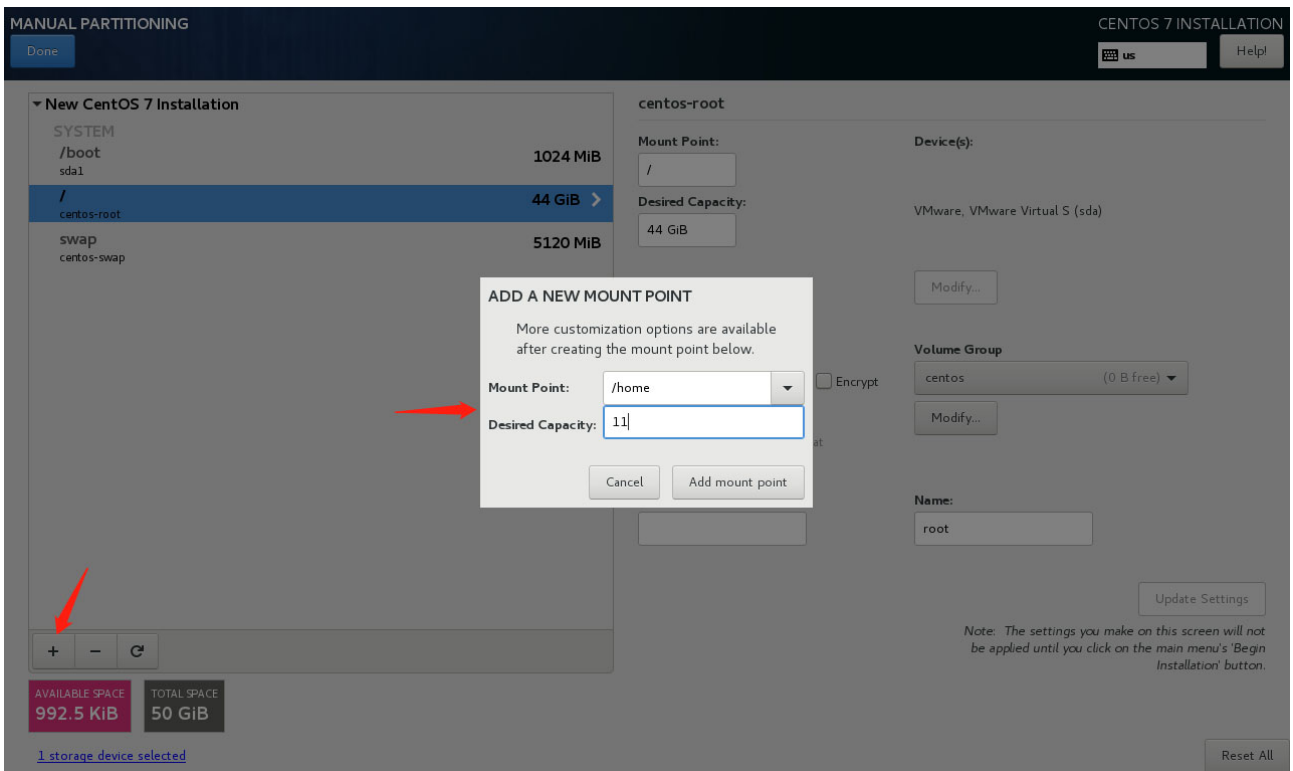 MANUAL PARTITIONING
CENTOS 7 INSTALLATION
Done
us
Help!
New CentOS 7 Installation
SYSTEM
/boot
1024 MiB
sda1
/
44 GiB
centos-root
swap
5120 MiB
centos-swap
centos-root
Mount Point:
Device(s):
/
Desired Capacity:
44 GiB
VMware, VMware Virtual S (sda)
Modify...
Volume Group
Encrypt
centos
(0 B free)
Modify...
at
Name:
root
ADD A NEW MOUNT POINT
More customization options are available
after creating the mount point below.
Mount Point:
/home
Desired Capacity:
11
Cancel
Add mount point
Update Settings
Note: The settings you make on this screen will not
be applied until you click on the main menu's 'Begin
Installation' button.
+
−
AVAILABLE SPACE
992.5 KiB
TOTAL SPACE
50 GiB
1 storage device selected
Reset All